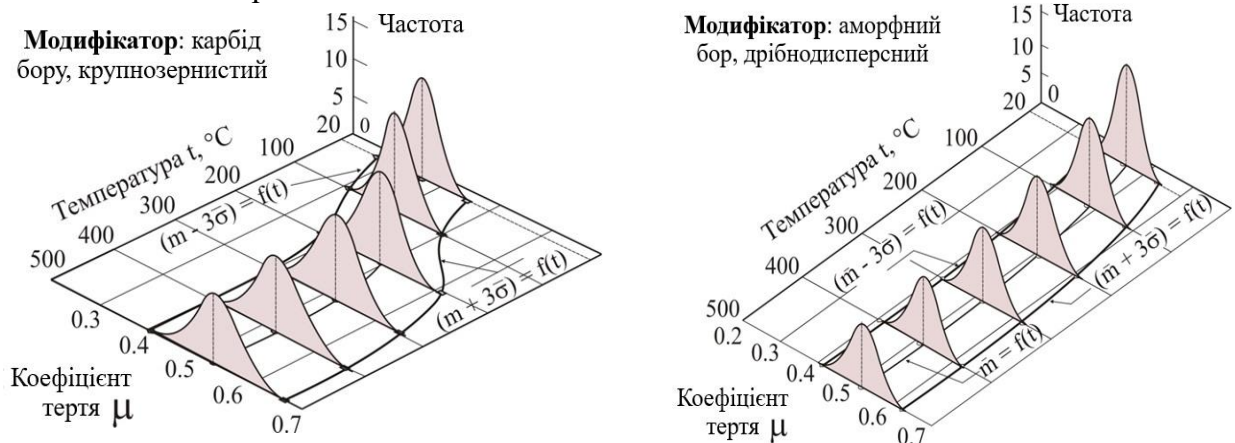 Модифікатор: карбід
бору, крупнозернистий
Частота
15
10
5
0
Температура t, °C
20
100
200
300
400
500
(m - 3σ̅) = f(t)
(m + 3σ̅) = f(t)
0.3
0.4
0.5
0.6
0.7
Коефіцієнт
тертя μ
Модифікатор: аморфний
бор, дрібнодисперсний
Частота
15
10
5
0
Температура t, °C
20
100
200
300
400
500
(m̅ - 3σ̅) = f(t)
(m̅ + 3σ̅) = f(t)
m̅ = f(t)
0.2
0.3
0.4
0.5
0.6
0.7
Коефіцієнт
тертя μ